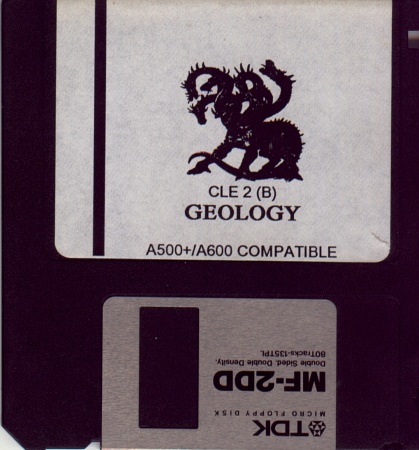 CLE 2 (B)
GEOLOGY
A500+/A600 COMPATIBLE
TDK
MICRO FLOPPY DISK
MF-2DD
Double Sided, Double Density,
80Tracks-135TPI,